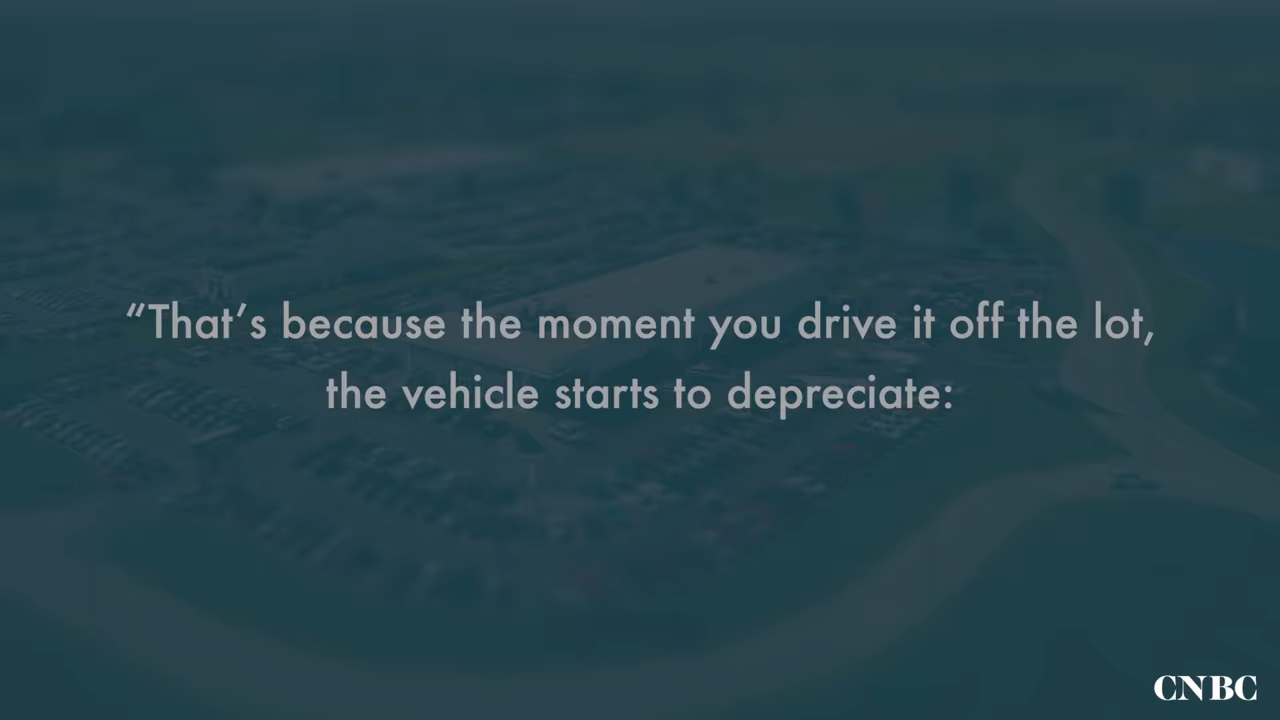 “That’s because the moment you drive it off the lot,
the vehicle starts to depreciate:
CNBC